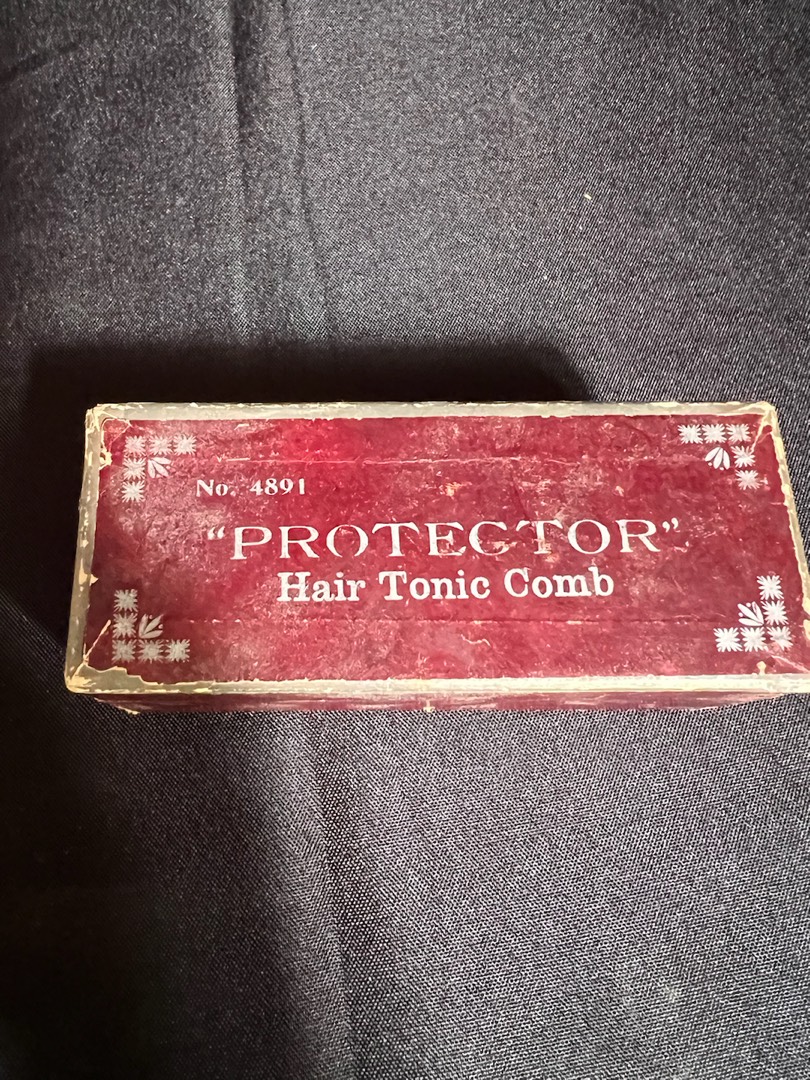 No. 4891
"PROTECTOR"
Hair Tonic Comb